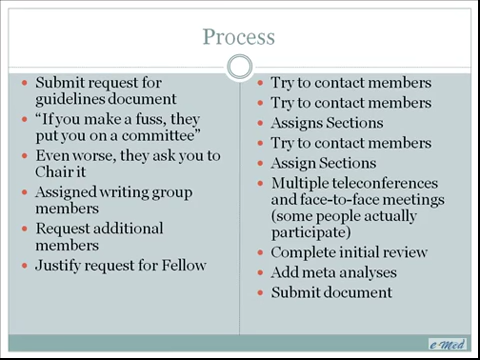 Process
Submit request for
guidelines document
“If you make a fuss, they
put you on a committee”
Even worse, they ask you to
Chair it
Assigned writing group
members
Request additional
members
Justify request for Fellow
Try to contact members
Try to contact members
Assigns Sections
Try to contact members
Assign Sections
Multiple teleconferences
and face-to-face meetings
(some people actually
participate)
Complete initial review
Add meta analyses
Submit document
e-Med